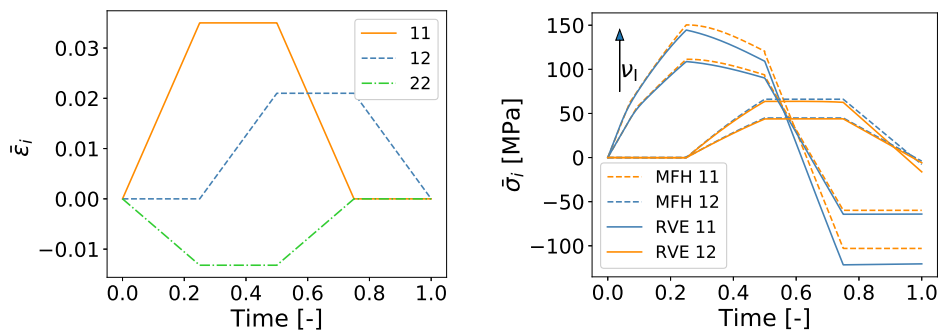 0.03
0.02
0.01
0.00
−0.01
ε̄ᵢ
11
12
22
0.0 0.2 0.4 0.6 0.8 1.0
Time [-]
150
100
50
0
−50
−100
σ̄ᵢ [MPa]
νI
MFH 11
MFH 12
RVE 11
RVE 12
0.0 0.2 0.4 0.6 0.8 1.0
Time [-]